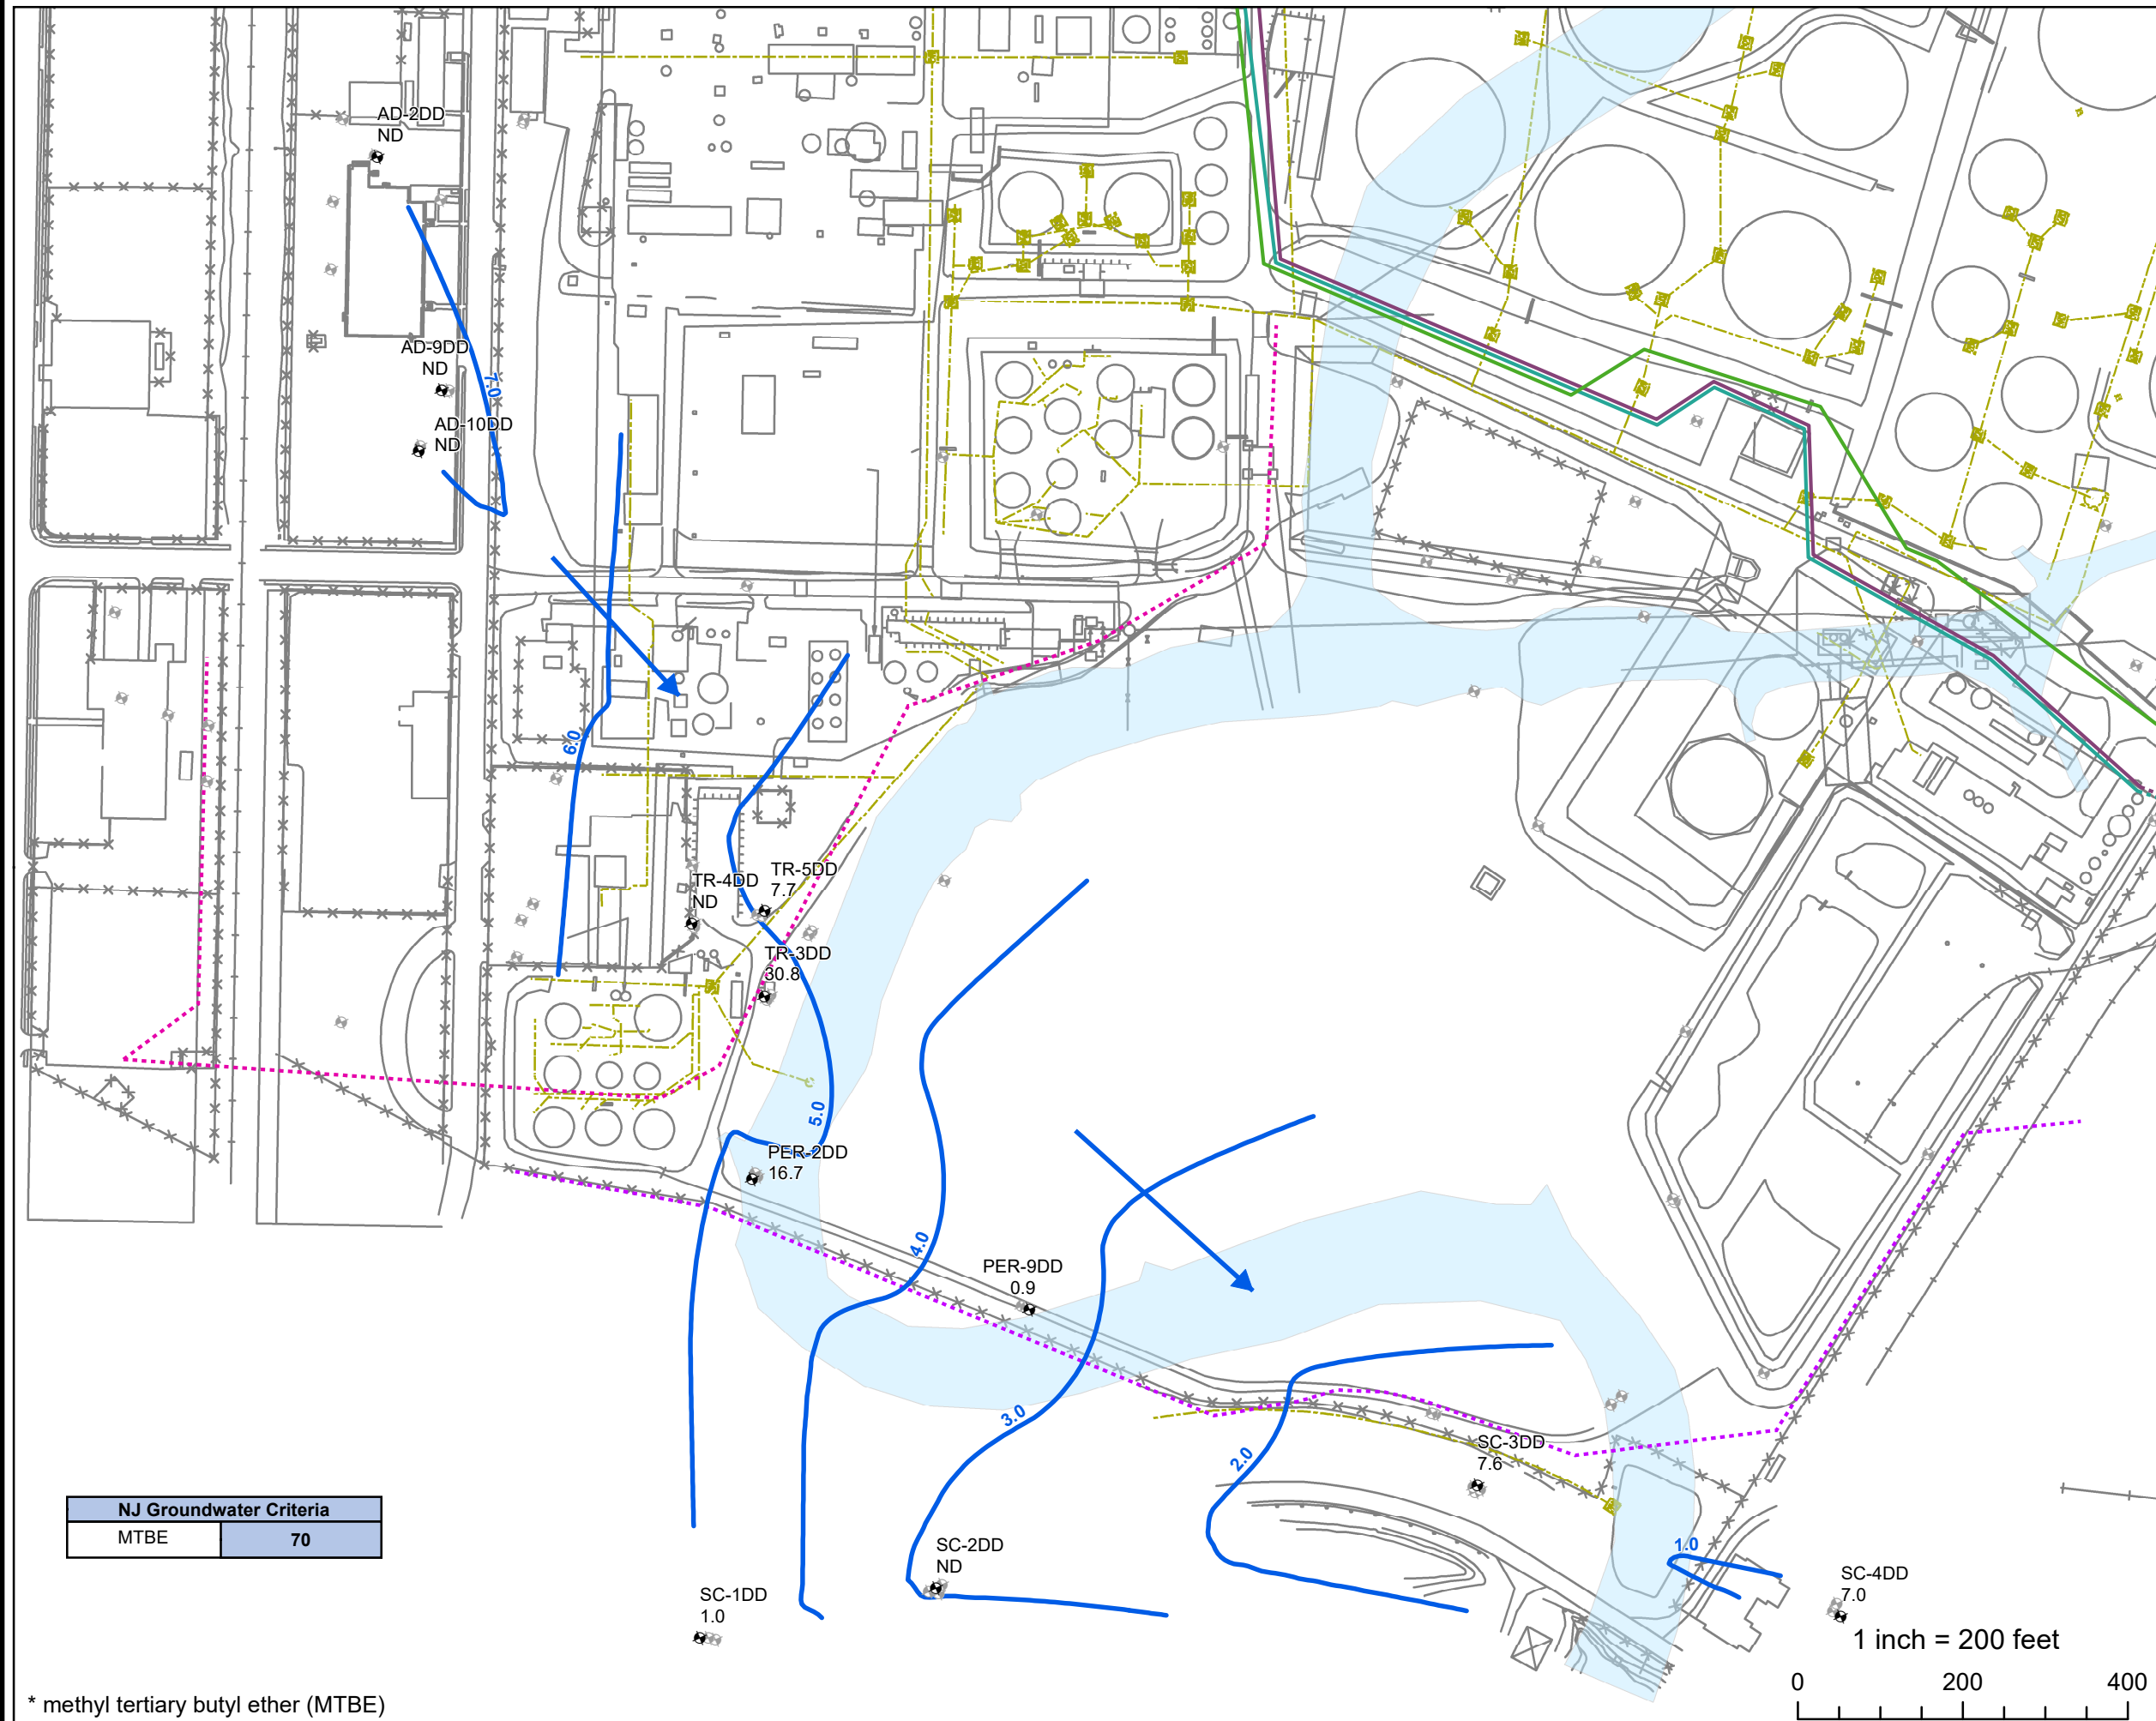 AD-2DD
ND
AD-9DD
ND
7.0
AD-10DD
ND
6.0
TR-5DD
7.7
TR-4DD
ND
TR-3DD
30.8
5.0
PER-2DD
16.7
4.0
PER-9DD
0.9
3.0
2.0
SC-3DD
7.6
NJ Groundwater Criteria
MTBE 70
SC-2DD
ND
1.0
SC-4DD
7.0
SC-1DD
1.0
1 inch = 200 feet
0 200 400
* methyl tertiary butyl ether (MTBE)